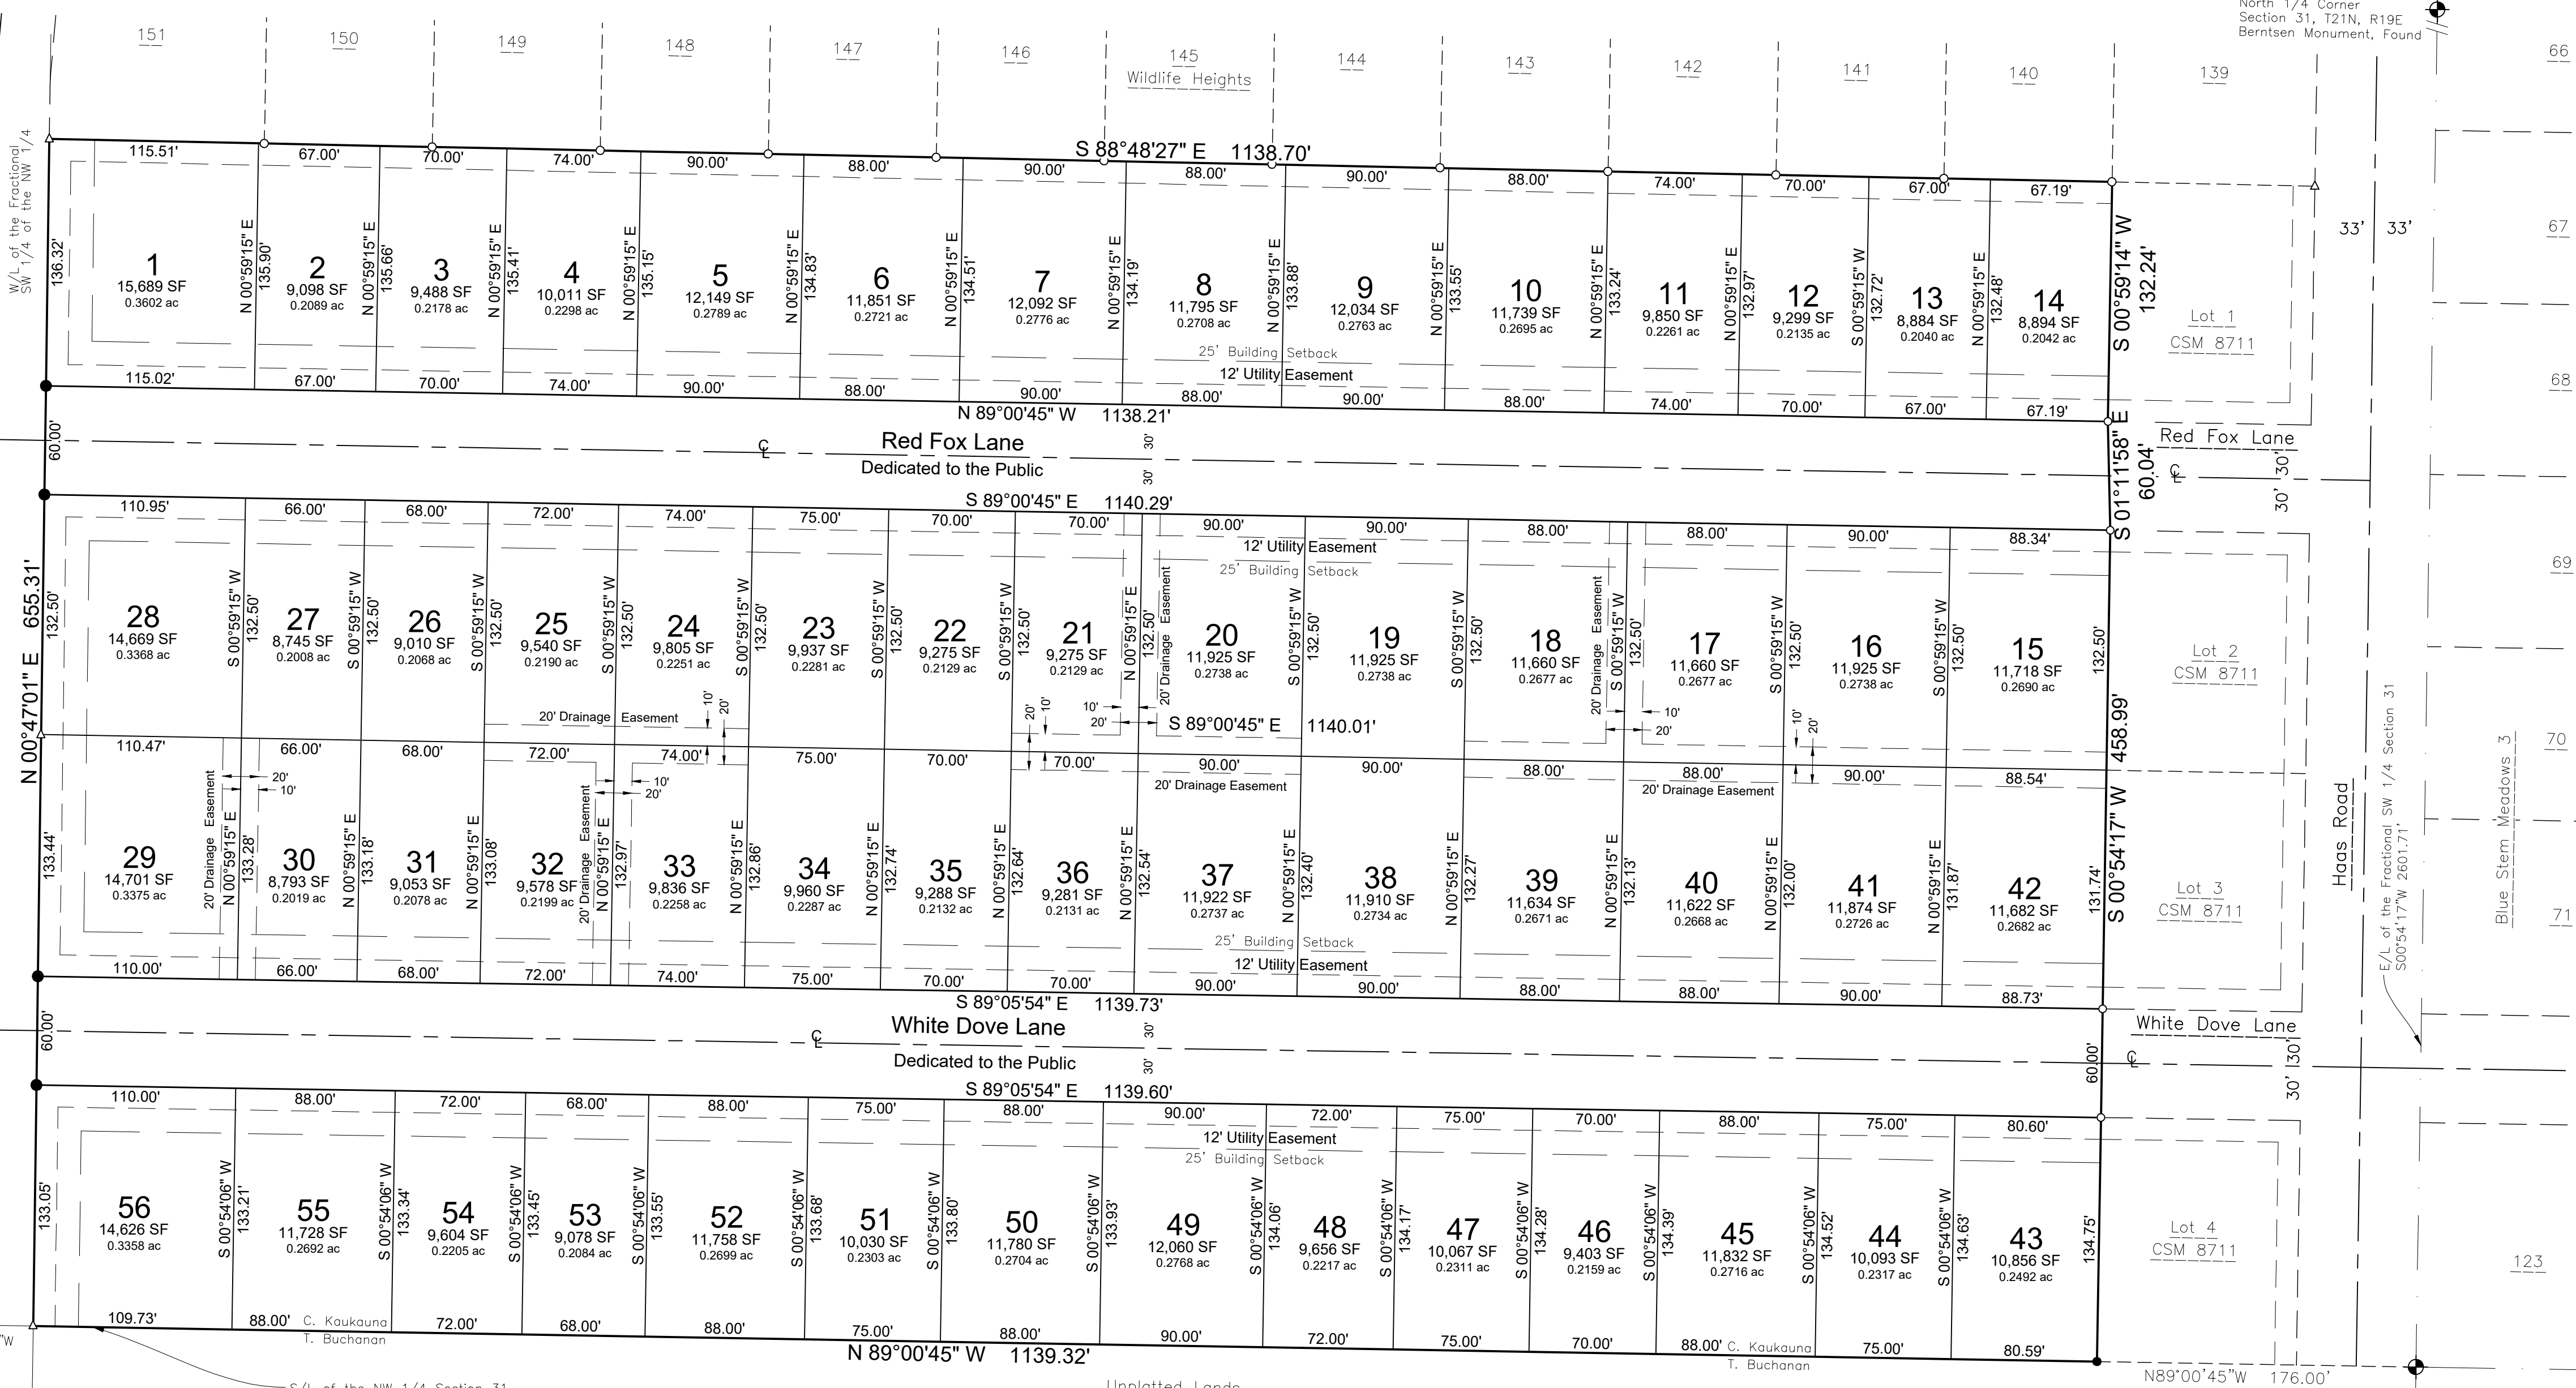 North 1/4 Corner
Section 31, T21N, R19E
Berntsen Monument, Found
151
150
149
148
147
146
145
144
143
142
141
140
139
66
Wildlife Heights
W/L of the Fractional
SW 1/4 of the NW 1/4
S 88°48'27" E 1138.70'
115.51' 67.00' 70.00' 74.00' 90.00' 88.00' 90.00' 88.00' 90.00' 88.00' 74.00' 70.00' 67.00' 67.19'
33' 33'
67
136.32'
1
15,689 SF
0.3602 ac
N 00°59'15" E
135.90'
2
9,098 SF
0.2089 ac
N 00°59'15" E
135.66'
3
9,488 SF
0.2178 ac
N 00°59'15" E
135.41'
4
10,011 SF
0.2298 ac
N 00°59'15" E
135.15'
5
12,149 SF
0.2789 ac
N 00°59'15" E
134.83'
6
11,851 SF
0.2721 ac
N 00°59'15" E
134.51'
7
12,092 SF
0.2776 ac
N 00°59'15" E
134.19'
8
11,795 SF
0.2708 ac
N 00°59'15" E
133.88'
9
12,034 SF
0.2763 ac
N 00°59'15" E
133.55'
10
11,739 SF
0.2695 ac
N 00°59'15" E
133.24'
11
9,850 SF
0.2261 ac
N 00°59'15" E
132.97'
12
9,299 SF
0.2135 ac
S 00°59'15" W
132.72'
13
8,884 SF
0.2040 ac
N 00°59'15" E
132.48'
14
8,894 SF
0.2042 ac
S 00°59'14" W
132.24'
Lot 1
CSM 8711
25' Building Setback
12' Utility Easement
68
115.02' 67.00' 70.00' 74.00' 90.00' 88.00' 90.00' 88.00' 90.00' 88.00' 74.00' 70.00' 67.00' 67.19'
N 89°00'45" W 1138.21'
60.00'
Red Fox Lane
Dedicated to the Public
30'
30'
S 01°11'58" E
60.04'
Red Fox Lane
30' 30'
S 89°00'45" E 1140.29'
110.95' 66.00' 68.00' 72.00' 74.00' 75.00' 70.00' 70.00' 90.00' 90.00' 88.00' 88.00' 90.00' 88.34'
12' Utility Easement
25' Building Setback
69
N 00°47'01" E 655.31'
132.50'
28
14,669 SF
0.3368 ac
S 00°59'15" W
132.50'
27
8,745 SF
0.2008 ac
S 00°59'15" W
132.50'
26
9,010 SF
0.2068 ac
S 00°59'15" W
132.50'
25
9,540 SF
0.2190 ac
S 00°59'15" W
132.50'
24
9,805 SF
0.2251 ac
S 00°59'15" W
132.50'
23
9,937 SF
0.2281 ac
S 00°59'15" W
132.50'
22
9,275 SF
0.2129 ac
S 00°59'15" W
132.50'
21
9,275 SF
0.2129 ac
N 00°59'15" E
132.50'
20' Drainage Easement
20
11,925 SF
0.2738 ac
S 00°59'15" W
132.50'
19
11,925 SF
0.2738 ac
S 00°59'15" W
132.50'
18
11,660 SF
0.2677 ac
20' Drainage Easement
S 00°59'15" W
132.50'
17
11,660 SF
0.2677 ac
S 00°59'15" W
132.50'
16
11,925 SF
0.2738 ac
S 00°59'15" W
132.50'
15
11,718 SF
0.2690 ac
132.50'
Lot 2
CSM 8711
20' Drainage Easement
10'
20'
20'
10'
10'
20'
10'
20'
10'
20'
S 89°00'45" E 1140.01'
S 00°54'17" W 458.99'
70
110.47' 66.00' 68.00' 72.00' 74.00' 75.00' 70.00' 70.00' 90.00' 90.00' 88.00' 88.00' 90.00' 88.54'
20'
10'
10'
20'
20' Drainage Easement
20' Drainage Easement
Haas Road
E/L of the Fractional SW 1/4 Section 31
S00°54'17"W 2601.71'
Blue Stem Meadows 3
133.44'
29
14,701 SF
0.3375 ac
20' Drainage Easement
N 00°59'15" E
133.28'
30
8,793 SF
0.2019 ac
N 00°59'15" E
133.18'
31
9,053 SF
0.2078 ac
N 00°59'15" E
133.08'
32
9,578 SF
0.2199 ac
20' Drainage Easement
N 00°59'15" E
132.97'
33
9,836 SF
0.2258 ac
N 00°59'15" E
132.86'
34
9,960 SF
0.2287 ac
N 00°59'15" E
132.74'
35
9,288 SF
0.2132 ac
N 00°59'15" E
132.64'
36
9,281 SF
0.2131 ac
N 00°59'15" E
132.54'
37
11,922 SF
0.2737 ac
N 00°59'15" E
132.40'
38
11,910 SF
0.2734 ac
N 00°59'15" E
132.27'
39
11,634 SF
0.2671 ac
N 00°59'15" E
132.13'
40
11,622 SF
0.2668 ac
N 00°59'15" E
132.00'
41
11,874 SF
0.2726 ac
N 00°59'15" E
131.87'
42
11,682 SF
0.2682 ac
131.74'
Lot 3
CSM 8711
71
25' Building Setback
12' Utility Easement
110.00' 66.00' 68.00' 72.00' 74.00' 75.00' 70.00' 70.00' 90.00' 90.00' 88.00' 88.00' 90.00' 88.73'
S 89°05'54" E 1139.73'
60.00'
White Dove Lane
Dedicated to the Public
30'
30'
60.00'
White Dove Lane
30' 30'
S 89°05'54" E 1139.60'
110.00' 88.00' 72.00' 68.00' 88.00' 75.00' 88.00' 90.00' 72.00' 75.00' 70.00' 88.00' 75.00' 80.60'
12' Utility Easement
25' Building Setback
133.05'
56
14,626 SF
0.3358 ac
S 00°54'06" W
133.21'
55
11,728 SF
0.2692 ac
S 00°54'06" W
133.34'
54
9,604 SF
0.2205 ac
S 00°54'06" W
133.45'
53
9,078 SF
0.2084 ac
S 00°54'06" W
133.55'
52
11,758 SF
0.2699 ac
S 00°54'06" W
133.68'
51
10,030 SF
0.2303 ac
S 00°54'06" W
133.80'
50
11,780 SF
0.2704 ac
S 00°54'06" W
133.93'
49
12,060 SF
0.2768 ac
S 00°54'06" W
134.06'
48
9,656 SF
0.2217 ac
S 00°54'06" W
134.17'
47
10,067 SF
0.2311 ac
S 00°54'06" W
134.28'
46
9,403 SF
0.2159 ac
S 00°54'06" W
134.39'
45
11,832 SF
0.2716 ac
S 00°54'06" W
134.52'
44
10,093 SF
0.2317 ac
S 00°54'06" W
134.63'
43
10,856 SF
0.2492 ac
134.75'
Lot 4
CSM 8711
123
109.73' 88.00' 72.00' 68.00' 88.00' 75.00' 88.00' 90.00' 72.00' 75.00' 70.00' 88.00' 75.00' 80.59'
C. Kaukauna
T. Buchanan
C. Kaukauna
T. Buchanan
N 89°00'45" W 1139.32'
N89°00'45"W 176.00'
"W
S/L of the NW 1/4 Section 31
Unplatted Lands